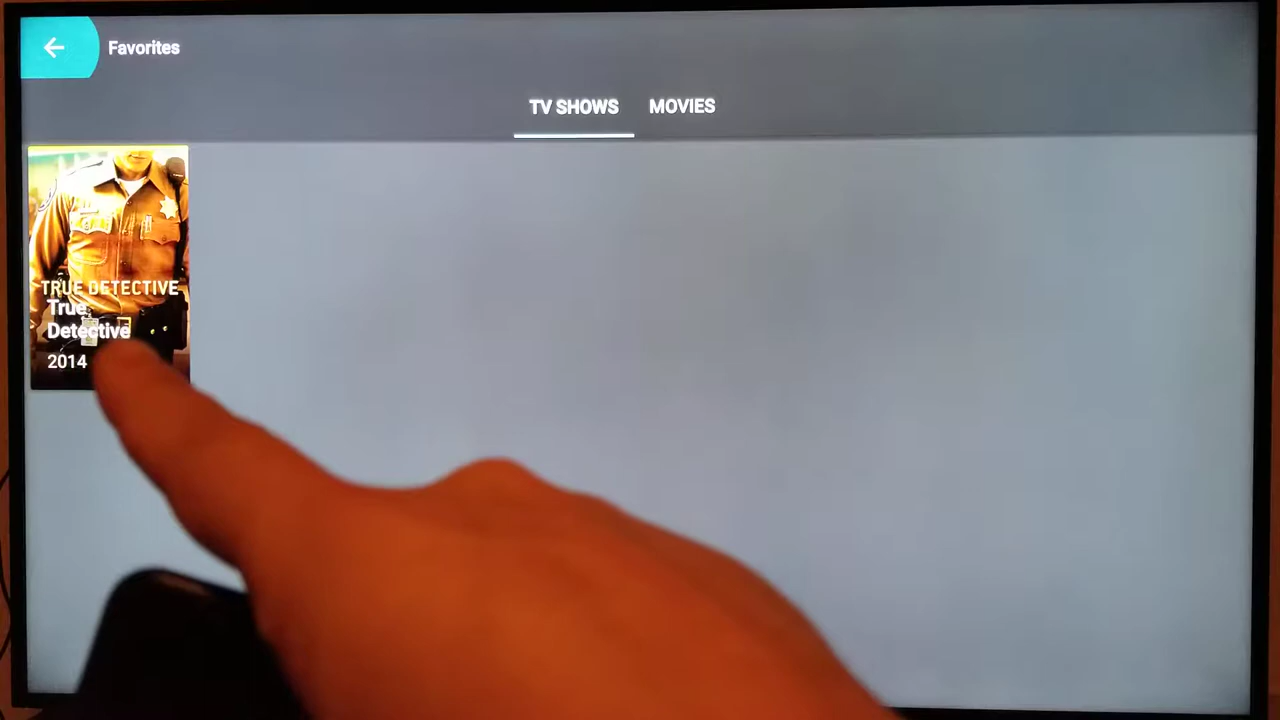 Favorites
TV SHOWS MOVIES
TRUE DETECTIVE
True
Detective
2014